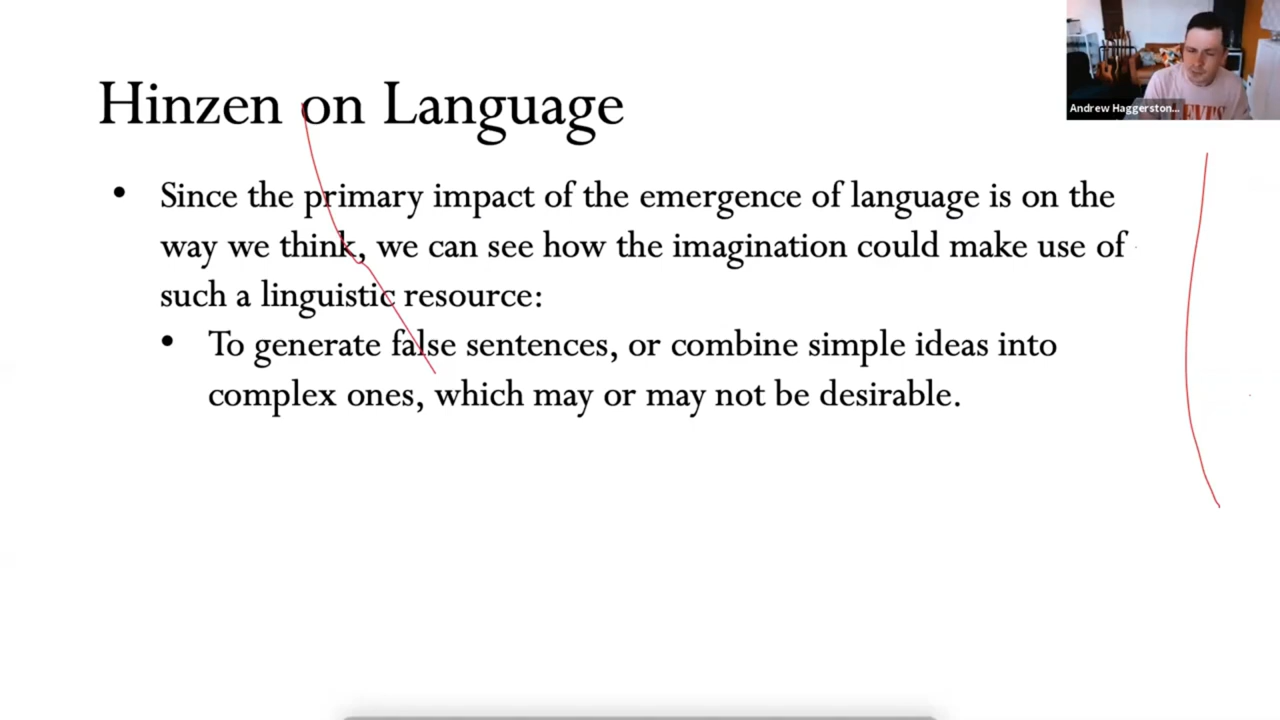 Hinzen on Language
• Since the primary impact of the emergence of language is on the
way we think, we can see how the imagination could make use of
such a linguistic resource:
• To generate false sentences, or combine simple ideas into
complex ones, which may or may not be desirable.
Andrew Haggerston...